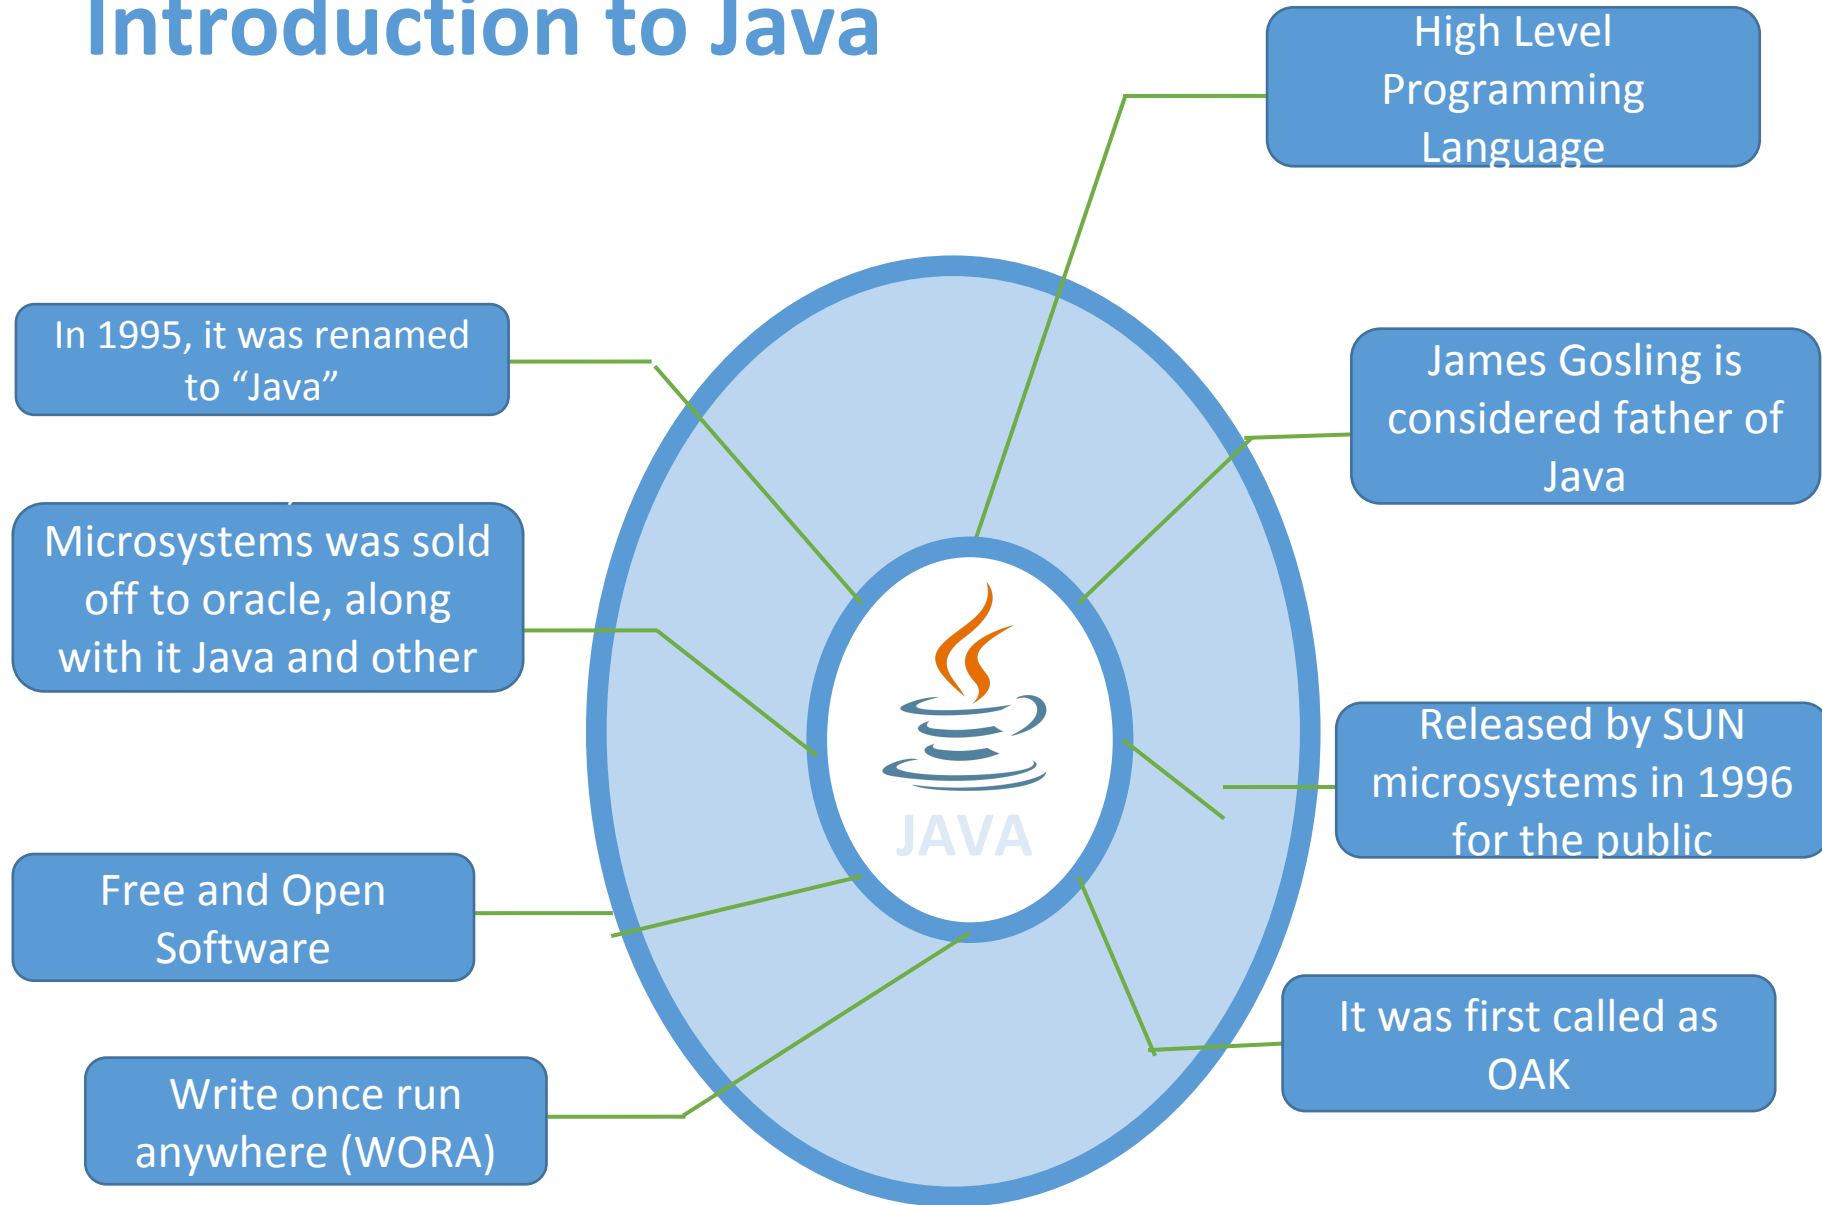 Introduction to Java
High Level
Programming
Language
In 1995, it was renamed
to “Java”
James Gosling is
considered father of
Java
Microsystems was sold
off to oracle, along
with it Java and other
Released by SUN
microsystems in 1996
for the public
JAVA
Free and Open
Software
It was first called as
OAK
Write once run
anywhere (WORA)